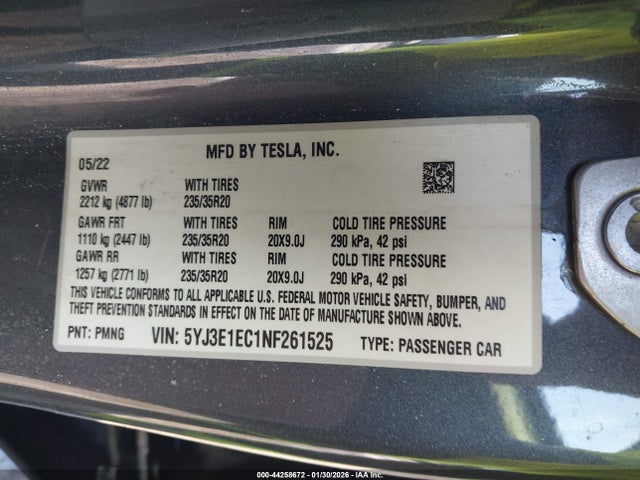 MFD BY TESLA, INC.
05/22
GVWR WITH TIRES
2212 kg (4877 lb) 235/35R20
GAWR FRT WITH TIRES RIM COLD TIRE PRESSURE
1110 kg (2447 lb) 235/35R20 20X9.0J 290 kPa, 42 psi
GAWR RR WITH TIRES RIM COLD TIRE PRESSURE
1257 kg (2771 lb) 235/35R20 20X9.0J 290 kPa, 42 psi
THIS VEHICLE CONFORMS TO ALL APPLICABLE U.S. FEDERAL MOTOR VEHICLE SAFETY, BUMPER, AND
THEFT PREVENTION STANDARDS IN EFFECT ON THE DATE OF MANUFACTURE SHOWN ABOVE.
PNT: PMNG VIN: 5YJ3E1EC1NF261525 TYPE: PASSENGER CAR
000-44258672 - 01/30/2026 - IAA Inc.